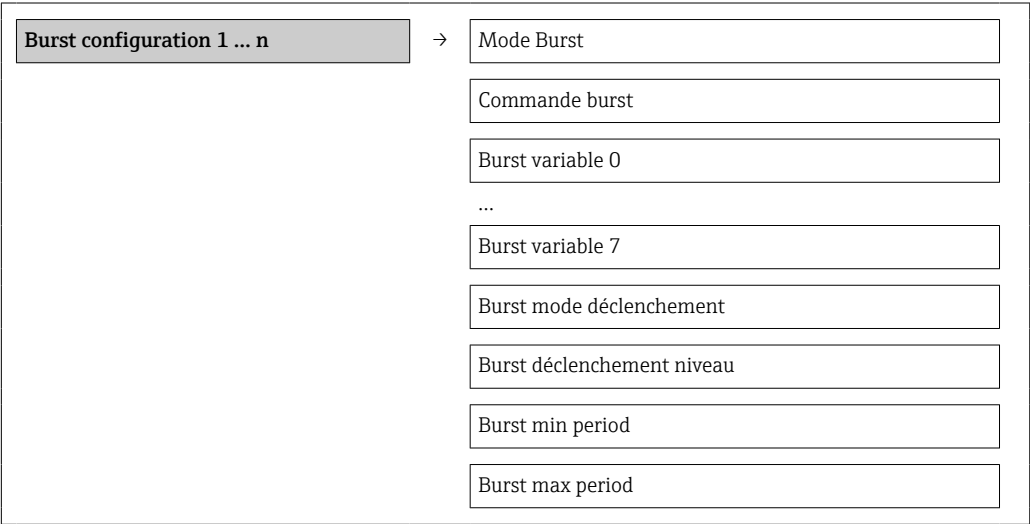 Burst configuration 1 … n → Mode Burst
Commande burst
Burst variable 0
…
Burst variable 7
Burst mode déclenchement
Burst déclenchement niveau
Burst min period
Burst max period